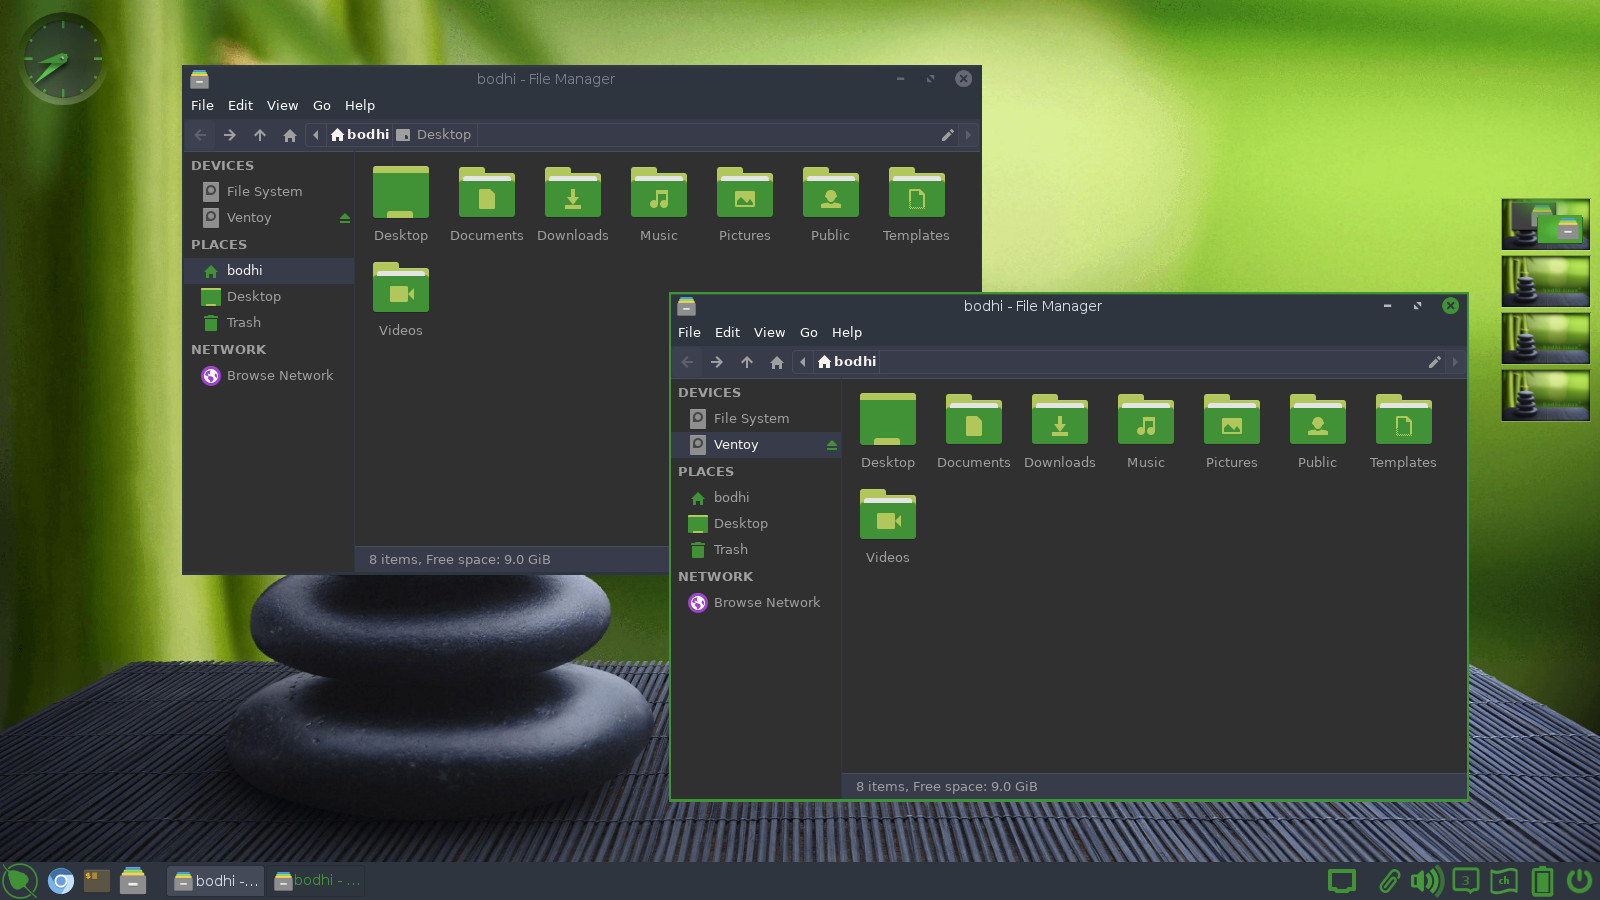 bodhi - File Manager
File Edit View Go Help
bodhi Desktop
DEVICES
File System
Ventoy
PLACES
bodhi
Desktop
Trash
NETWORK
Browse Network
Desktop Documents Downloads Music Pictures Public Templates
Videos
8 items, Free space: 9.0 GiB
bodhi - File Manager
File Edit View Go Help
bodhi
DEVICES
File System
Ventoy
PLACES
bodhi
Desktop
Trash
NETWORK
Browse Network
Desktop Documents Downloads Music Pictures Public Templates
Videos
8 items, Free space: 9.0 GiB
$ bodhi -... bodhi - ... 3 ch